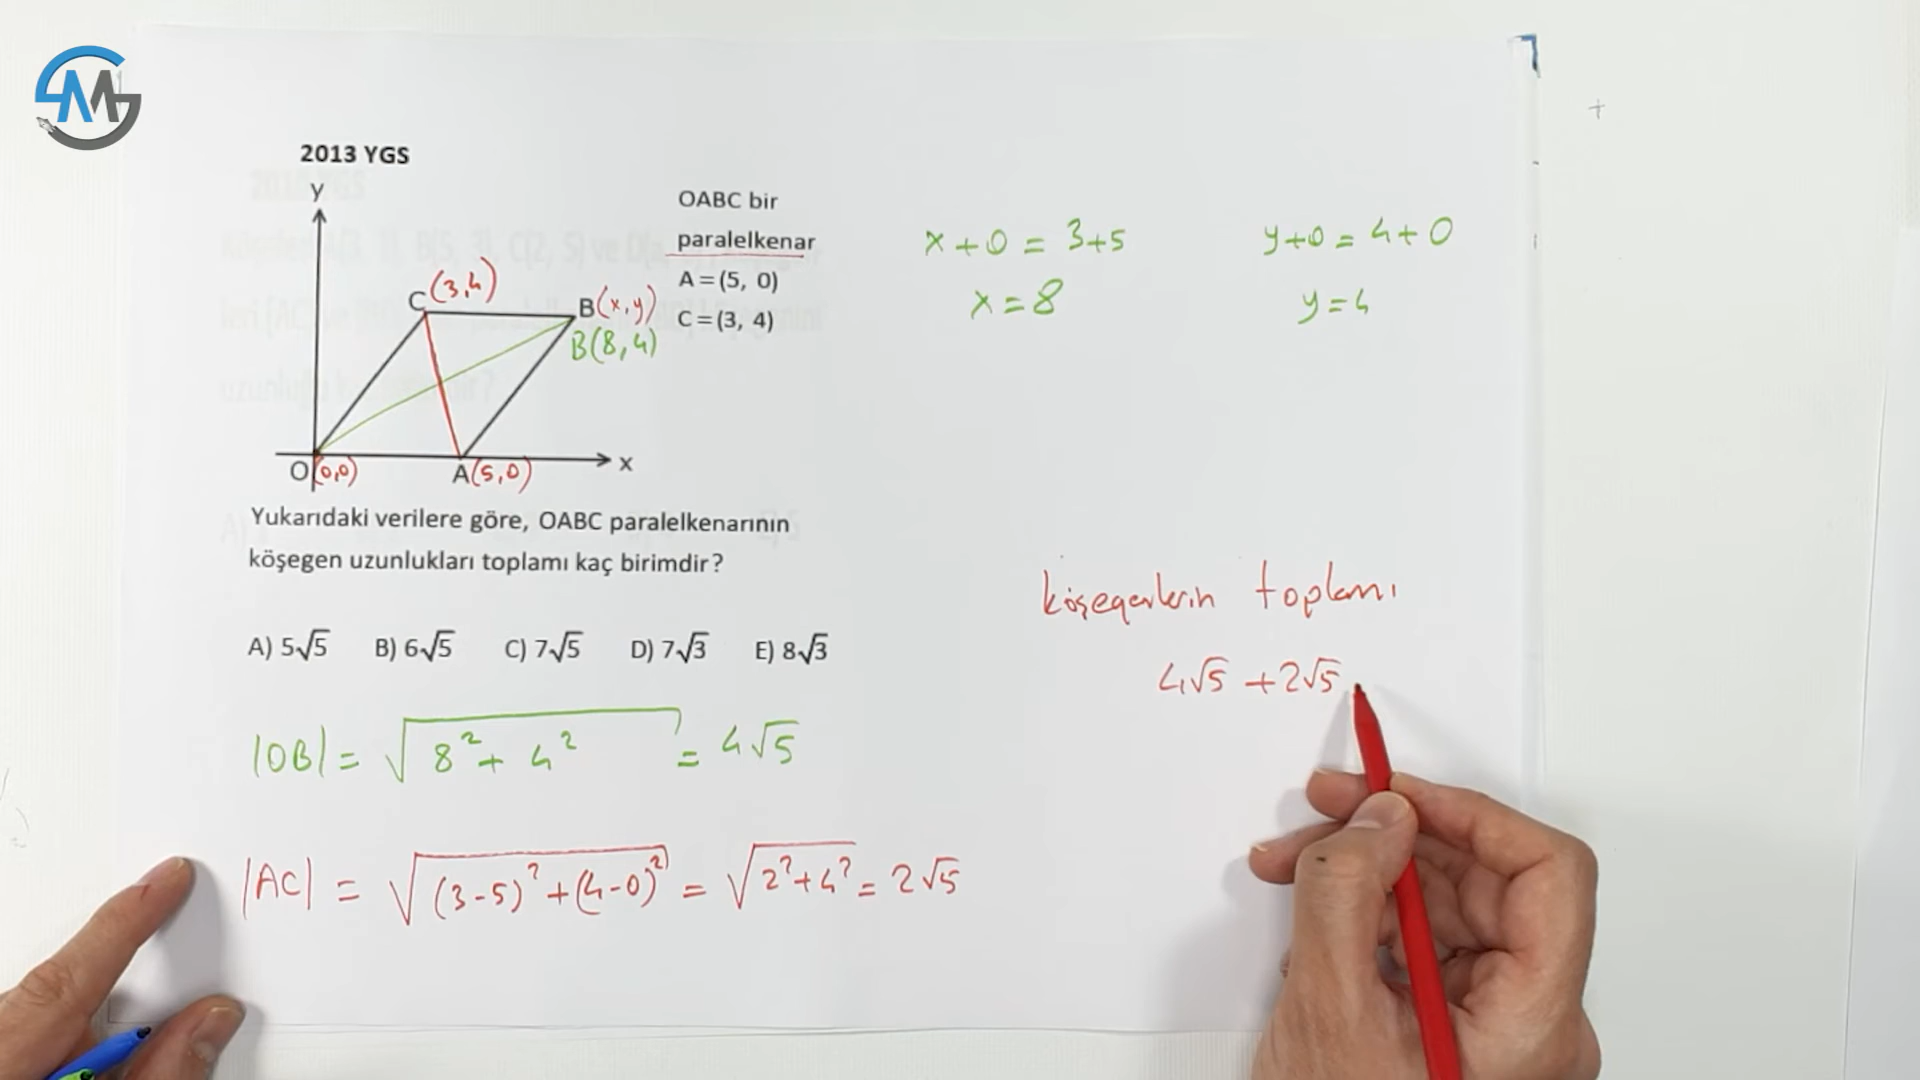 2013 YGS
y
OABC bir
paralelkenar
A = (5, 0)
C = (3, 4)
C (3,4)
B(x,y)
B(8,4)
O(0,0)
A(5,0)
x
Yukarıdaki verilere göre, OABC paralelkenarının
köşegen uzunlukları toplamı kaç birimdir?
A) 5√5 B) 6√5 C) 7√5 D) 7√3 E) 8√3
|OB| = √(8² + 4²) = 4√5
|AC| = √((3-5)² + (4-0)²) = √(2² + 4²) = 2√5
x+0 = 3+5
x = 8
y+0 = 4+0
y = 4
köşegenlerin toplamı
4√5 + 2√5